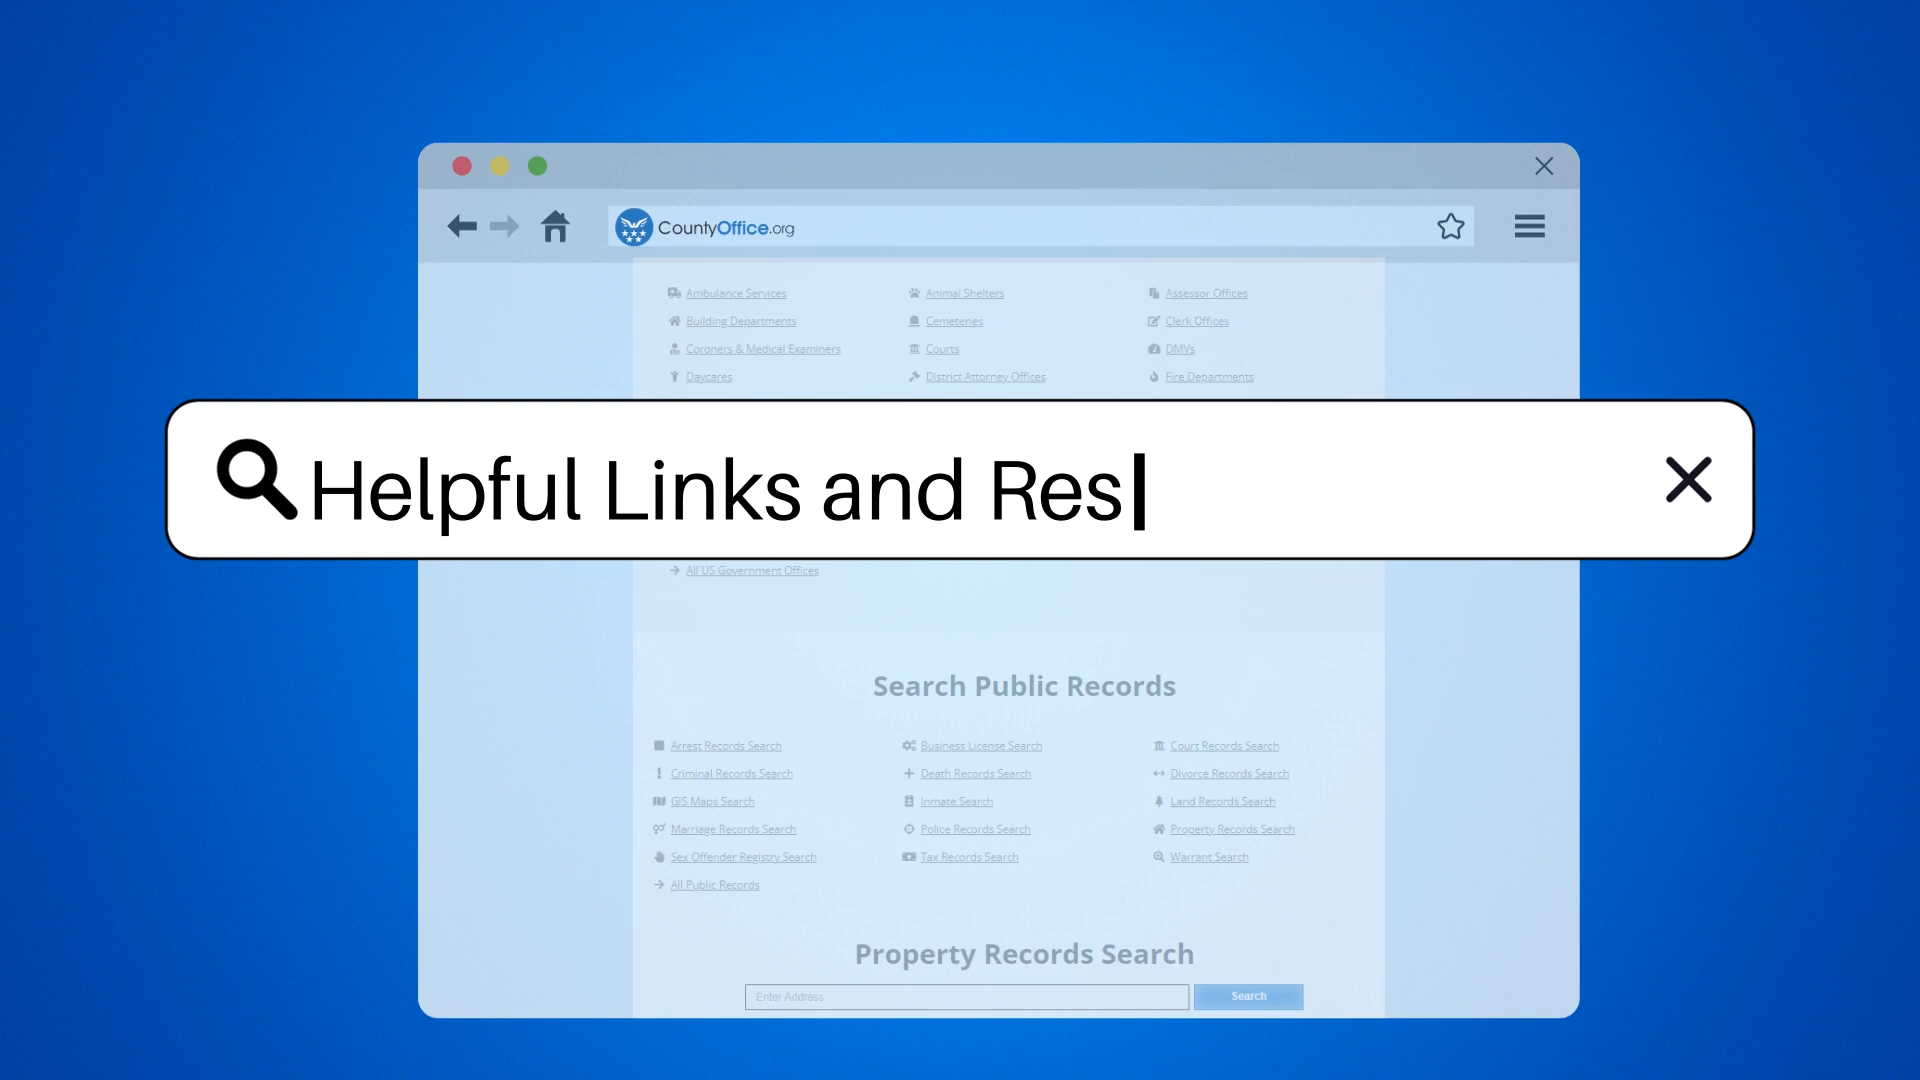 CountyOffice.org
Ambulance Services Animal Shelters Assessor Offices
Building Departments Cemeteries Clerk Offices
Coroners & Medical Examiners Courts DMVs
Daycares District Attorney Offices Fire Departments
Helpful Links and Res
All US Government Offices
Search Public Records
Arrest Records Search Business License Search Court Records Search
Criminal Records Search Death Records Search Divorce Records Search
GIS Maps Search Inmate Search Land Records Search
Marriage Records Search Police Records Search Property Records Search
Sex Offender Registry Search Tax Records Search Warrant Search
All Public Records
Property Records Search
Enter Address Search